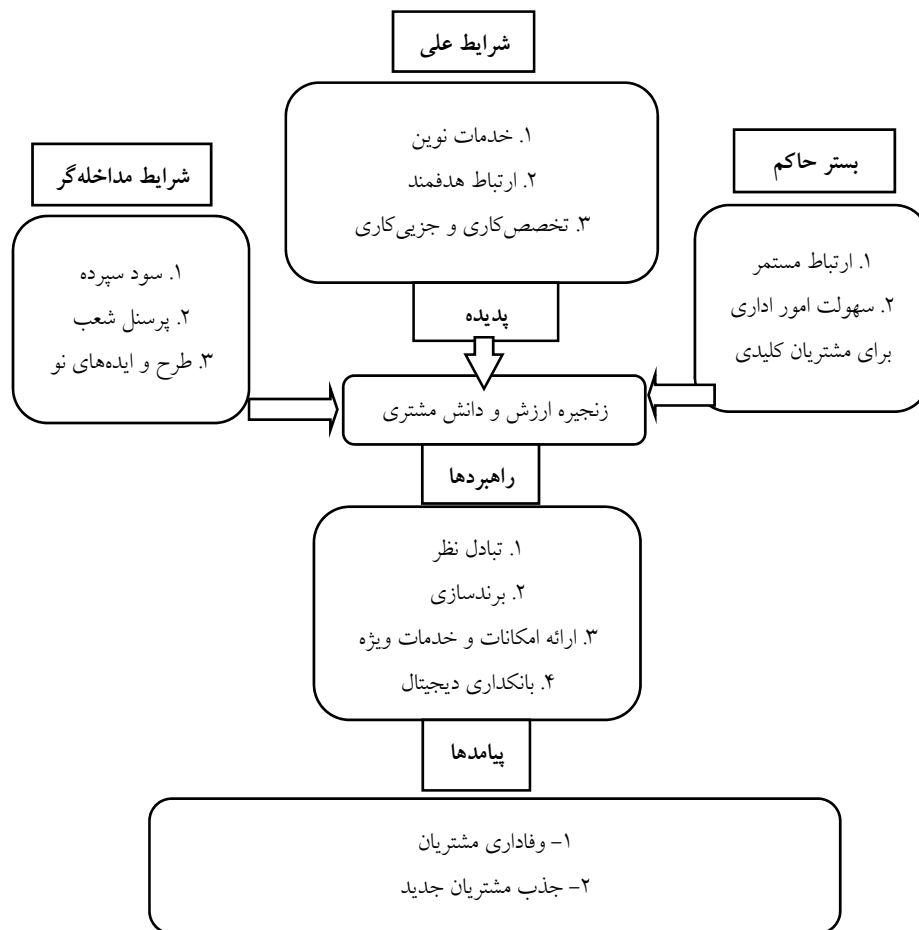 شرایط علی
۱. خدمات نوین
۲. ارتباط هدفمند
۳. تخصص‌کاری و جزیی‌کاری
بستر حاکم
۱. ارتباط مستمر
۲. سهولت امور اداری
برای مشتریان کلیدی
شرایط مداخله‌گر
۱. سود سپرده
۲. پرسنل شعب
۳. طرح و ایده‌های نو
پدیده
زنجیره ارزش و دانش مشتری
راهبردها
۱. تبادل نظر
۲. برندسازی
۳. ارائه امکانات و خدمات ویژه
۴. بانکداری دیجیتال
پیامدها
۱- وفاداری مشتریان
۲- جذب مشتریان جدید